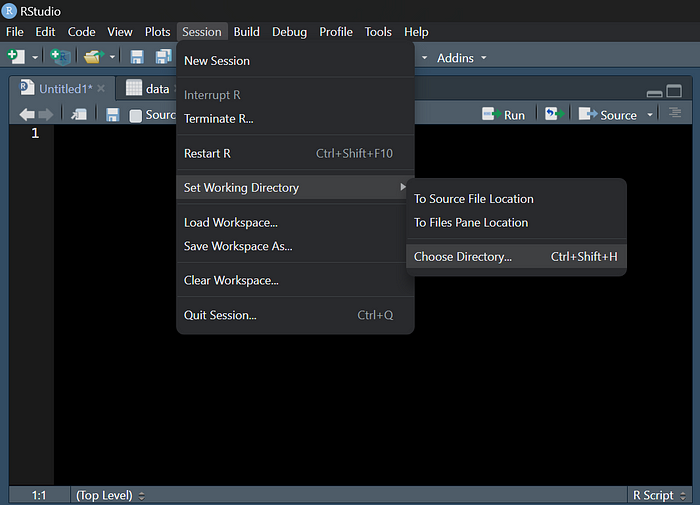 RStudio
File Edit Code View Plots Session Build Debug Profile Tools Help
Addins
Untitled1* data
Run Source
1
New Session
Interrupt R
Terminate R...
Restart R Ctrl+Shift+F10
Set Working Directory
To Source File Location
To Files Pane Location
Choose Directory... Ctrl+Shift+H
Load Workspace...
Save Workspace As...
Clear Workspace...
Quit Session... Ctrl+Q
1:1 (Top Level) R Script